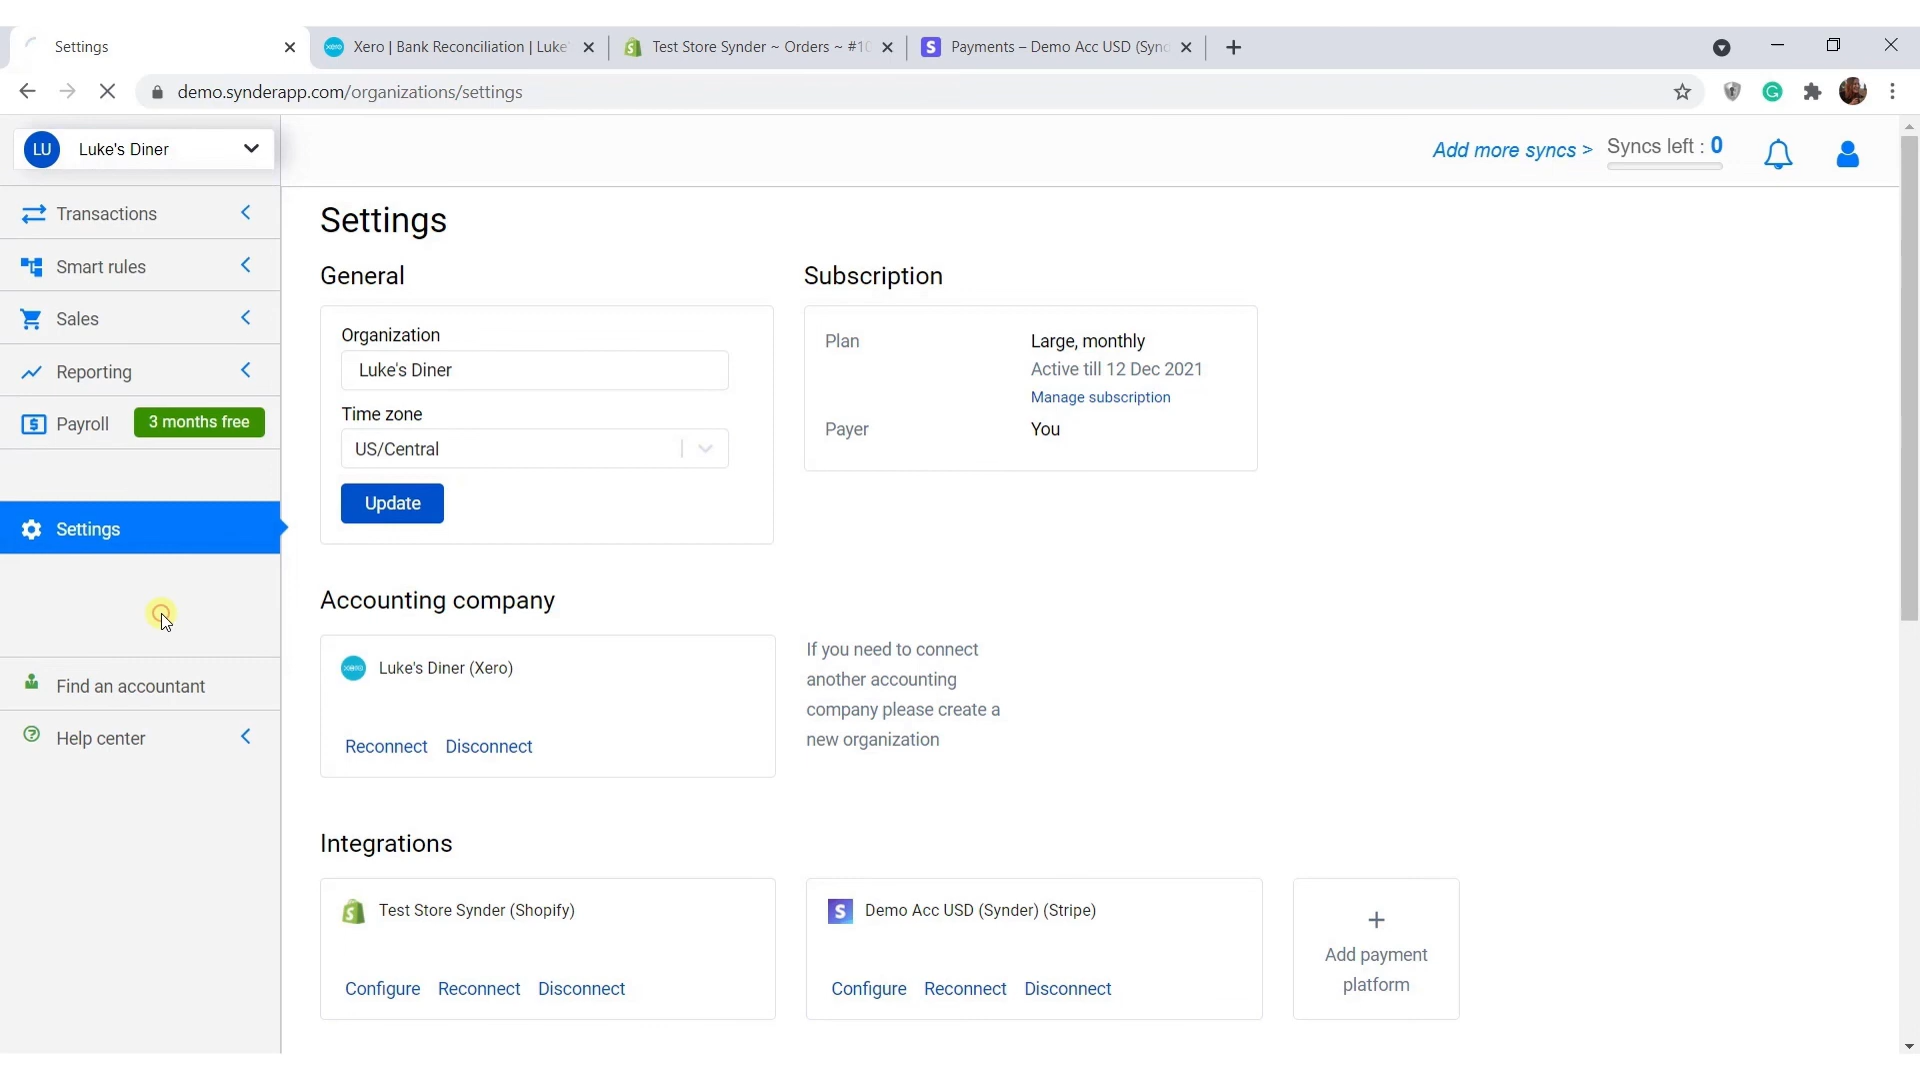 Settings
Xero | Bank Reconciliation | Luke'
Test Store Synder ~ Orders ~ #10
Payments – Demo Acc USD (Synd
demo.synderapp.com/organizations/settings
LU
Luke's Diner
Add more syncs >
Syncs left : 0
Transactions
Smart rules
Sales
Reporting
Payroll
3 months free
Settings
Find an accountant
Help center
Settings
General
Organization
Luke's Diner
Time zone
US/Central
Update
Subscription
Plan
Large, monthly
Active till 12 Dec 2021
Manage subscription
Payer
You
Accounting company
xero
Luke's Diner (Xero)
Reconnect
Disconnect
If you need to connect
another accounting
company please create a
new organization
Integrations
Test Store Synder (Shopify)
Configure
Reconnect
Disconnect
S
Demo Acc USD (Synder) (Stripe)
Configure
Reconnect
Disconnect
+
Add payment
platform